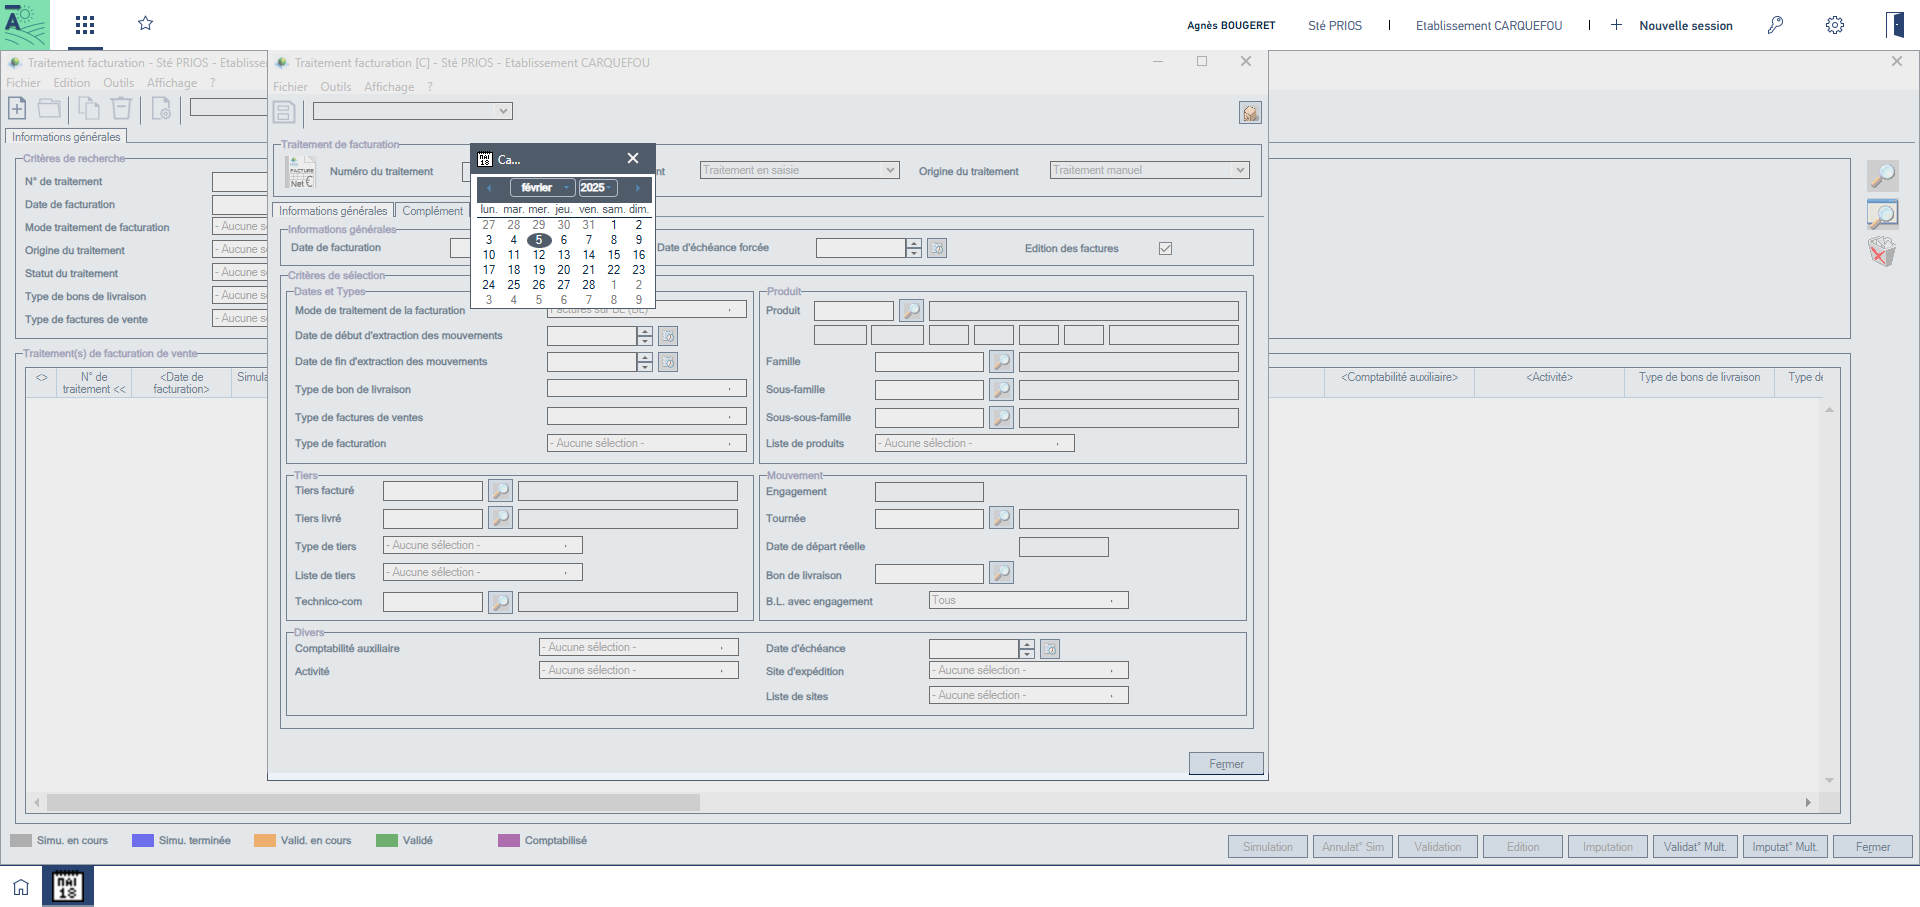 Agnès BOUGERET
Sté PRIOS
Etablissement CARQUEFOU
Nouvelle session
Traitement facturation - Sté PRIOS - Etablisse
Fichier Edition Outils Affichage ?
Informations générales
Critères de recherche
N° de traitement
Date de facturation
Mode traitement de facturation
- Aucune s
Origine du traitement
- Aucune s
Statut du traitement
- Aucune s
Type de bons de livraison
- Aucune s
Type de factures de vente
- Aucune s
Traitement(s) de facturation de vente
<> N° de traitement << <Date de facturation> Simula
<Comptabilité auxiliaire> <Activité> Type de bons de livraison Type de
Traitement facturation [C] - Sté PRIOS - Etablissement CARQUEFOU
Fichier Outils Affichage ?
Traitement de facturation
FACTURE
Net €
Numéro du traitement
nt
Traitement en saisie
Origine du traitement
Traitement manuel
Informations générales Complément
Informations générales
Date de facturation
Date d'échéance forcée
Edition des factures
MAI
18
Ca...
février 2025
lun. mar. mer. jeu. ven. sam. dim.
27 28 29 30 31 1 2
3 4 5 6 7 8 9
10 11 12 13 14 15 16
17 18 19 20 21 22 23
24 25 26 27 28 1 2
3 4 5 6 7 8 9
Critères de sélection
Dates et Types
Mode de traitement de la facturation
Factures sur BL (BL)
Date de début d'extraction des mouvements
Date de fin d'extraction des mouvements
Type de bon de livraison
Type de factures de ventes
Type de facturation
- Aucune sélection -
Produit
Produit
Famille
Sous-famille
Sous-sous-famille
Liste de produits
- Aucune sélection -
Tiers
Tiers facturé
Tiers livré
Type de tiers
- Aucune sélection -
Liste de tiers
- Aucune sélection -
Technico-com
Mouvement
Engagement
Tournée
Date de départ réelle
Bon de livraison
B.L. avec engagement
Tous
Divers
Comptabilité auxiliaire
- Aucune sélection -
Activité
- Aucune sélection -
Date d'échéance
Site d'expédition
- Aucune sélection -
Liste de sites
- Aucune sélection -
Fermer
Simu. en cours Simu. terminée Valid. en cours Validé Comptabilisé
Simulation Annulat° Sim Validation Edition Imputation Validat° Mult. Imputat° Mult. Fermer
MAI
18